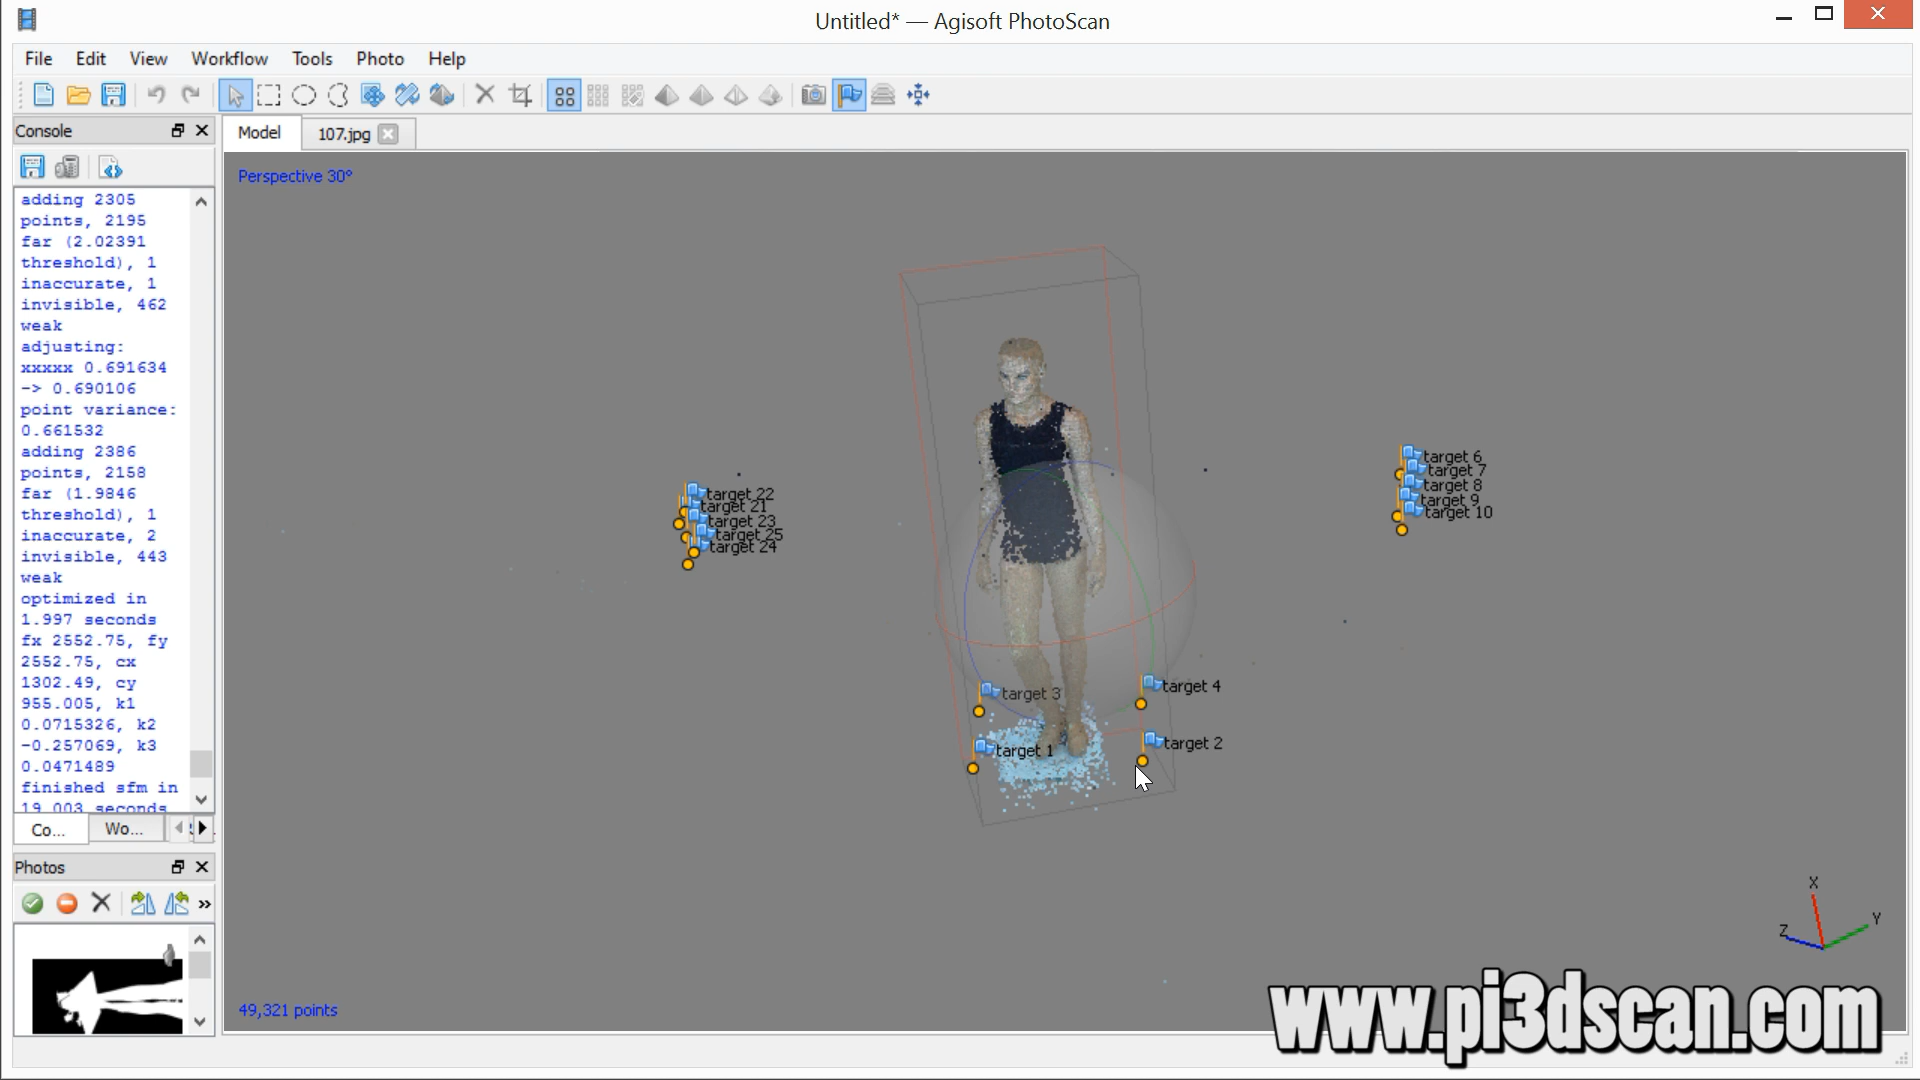 Untitled* — Agisoft PhotoScan
File Edit View Workflow Tools Photo Help
Console
Model 107.jpg
Perspective 30°
adding 2305
points, 2195
far (2.02391
threshold), 1
inaccurate, 1
invisible, 462
weak
adjusting:
xxxxx 0.691634
-> 0.690106
point variance:
0.661532
adding 2386
points, 2158
far (1.9846
threshold), 1
inaccurate, 2
invisible, 443
weak
optimized in
1.997 seconds
fx 2552.75, fy
2552.75, cx
1302.49, cy
955.005, k1
0.0715326, k2
-0.257069, k3
0.0471489
finished sfm in
19.003 seconds
Co... Wo...
Photos
target 22
target 21
target 23
target 25
target 24
target 6
target 7
target 8
target 9
target 10
target 3
target 4
target 1
target 2
X
Y
Z
49,321 points
www.pi3dscan.com